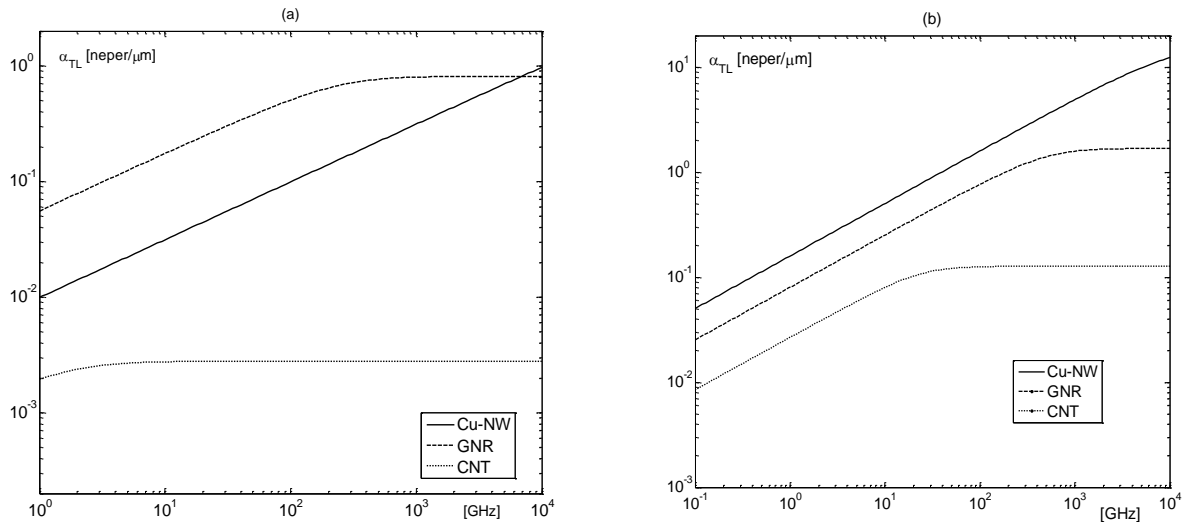 (a)
α_TL [neper/μm]
10^0
10^-1
10^-2
10^-3
Cu-NW
GNR
CNT
10^0 10^1 10^2 10^3 [GHz] 10^4
(b)
α_TL [neper/μm]
10^1
10^0
10^-1
10^-2
10^-3
Cu-NW
GNR
CNT
10^-1 10^0 10^1 10^2 10^3 [GHz] 10^4